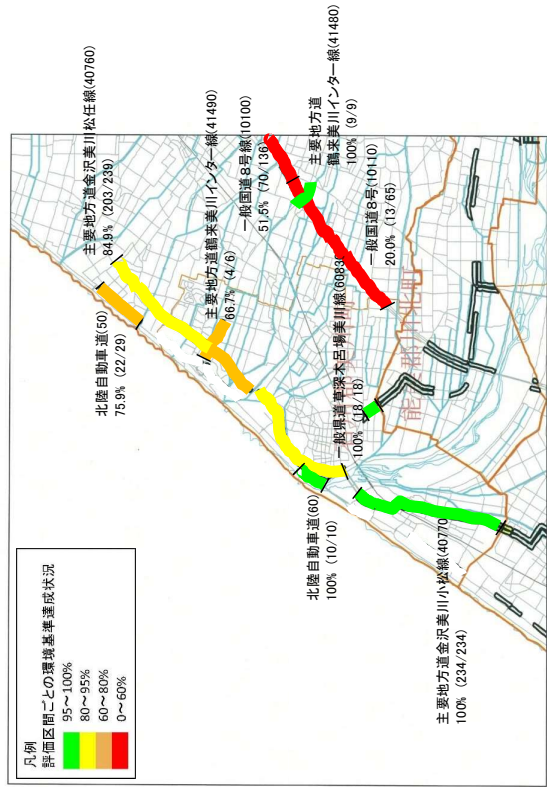 凡例
評価区間ごとの環境基準達成状況
95～100%
80～95%
60～80%
0～60%
北陸自動車道(50)
75.9% (22/29)
主要地方道金沢美川松任線(40760)
84.9% (203/239)
主要地方道鶴来美川インター線(41490)
66.7% (4/6)
一般国道8号線(10100)
51.5% (70/136)
主要地方道
鶴来美川インター線(41480)
100% (9/9)
一般国道8号(10110)
20.0% (13/65)
一般県道草深木呂場美川線(6083
100% (18/18)
北陸自動車道(60)
100% (10/10)
主要地方道金沢美川小松線(40770
100% (234/234)